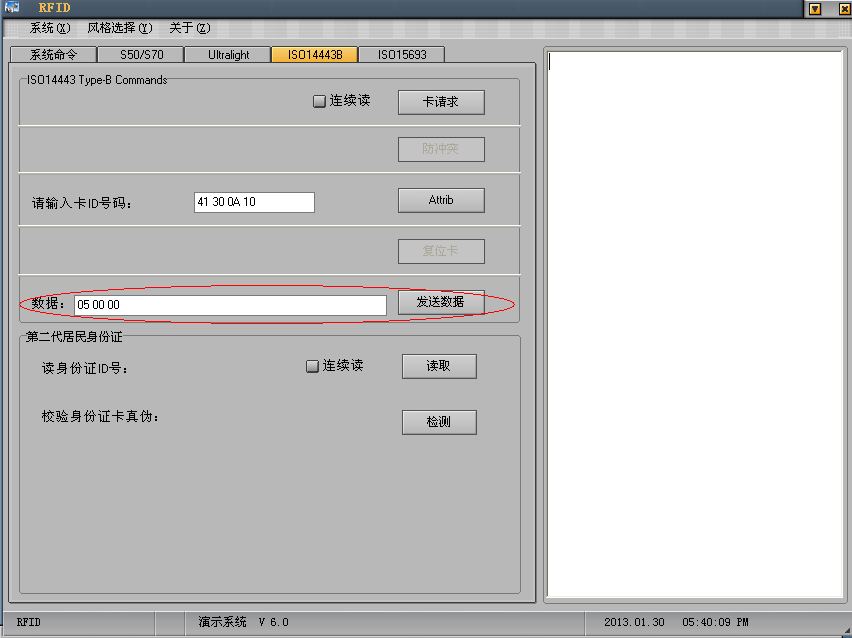 RFID
系统(X) 风格选择(Y) 关于(Z)
系统命令 S50/S70 Ultralight ISO14443B ISO15693
ISO14443 Type-B Commands
连续读 卡请求
防冲突
请输入卡ID号码： 41 30 0A 10 Attrib
复位卡
数据： 05 00 00 发送数据
第二代居民身份证
读身份证ID号： 连续读 读取
校验身份证卡真伪： 检测
RFID 演示系统 V 6.0 2013.01.30 05:40:09 PM